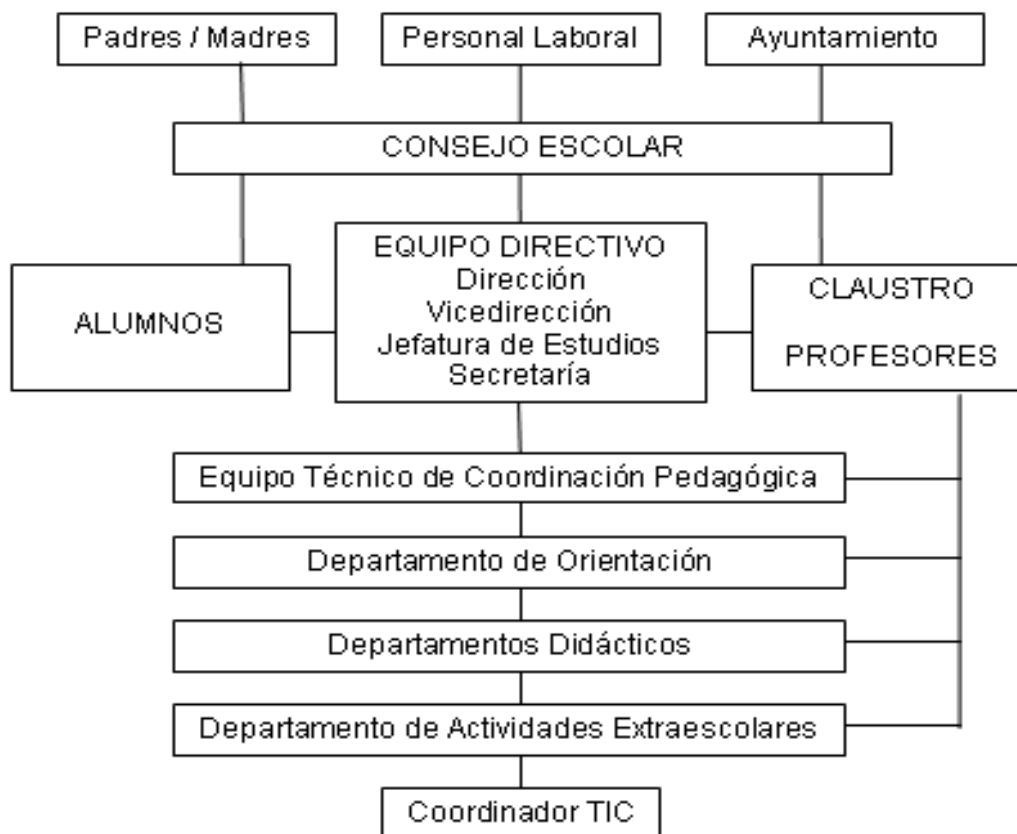 Padres / Madres
Personal Laboral
Ayuntamiento
CONSEJO ESCOLAR
ALUMNOS
EQUIPO DIRECTIVO
Dirección
Vicedirección
Jefatura de Estudios
Secretaría
CLAUSTRO
PROFESORES
Equipo Técnico de Coordinación Pedagógica
Departamento de Orientación
Departamentos Didácticos
Departamento de Actividades Extraescolares
Coordinador TIC